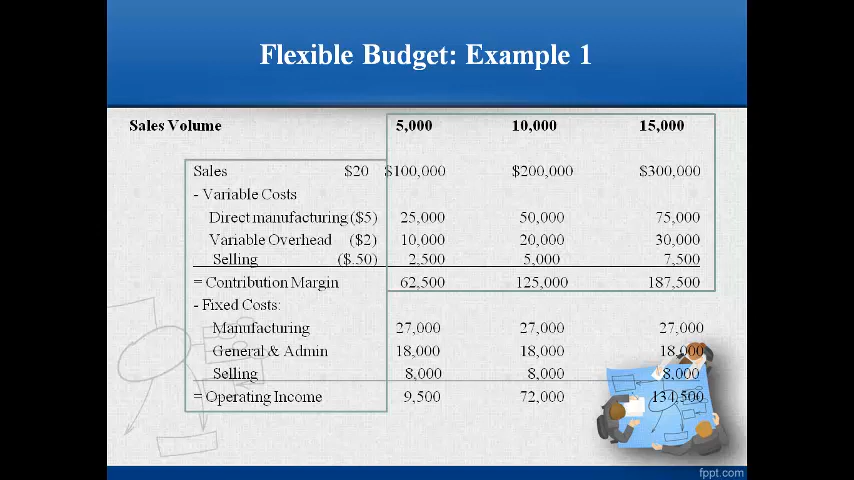 Flexible Budget: Example 1
Sales Volume 5,000 10,000 15,000
Sales $20 $100,000 $200,000 $300,000
- Variable Costs
Direct manufacturing ($5) 25,000 50,000 75,000
Variable Overhead ($2) 10,000 20,000 30,000
Selling ($.50) 2,500 5,000 7,500
= Contribution Margin 62,500 125,000 187,500
- Fixed Costs:
Manufacturing 27,000 27,000 27,000
General & Admin 18,000 18,000 18,000
Selling 8,000 8,000 8,000
= Operating Income 9,500 72,000 134,500
fppt.com